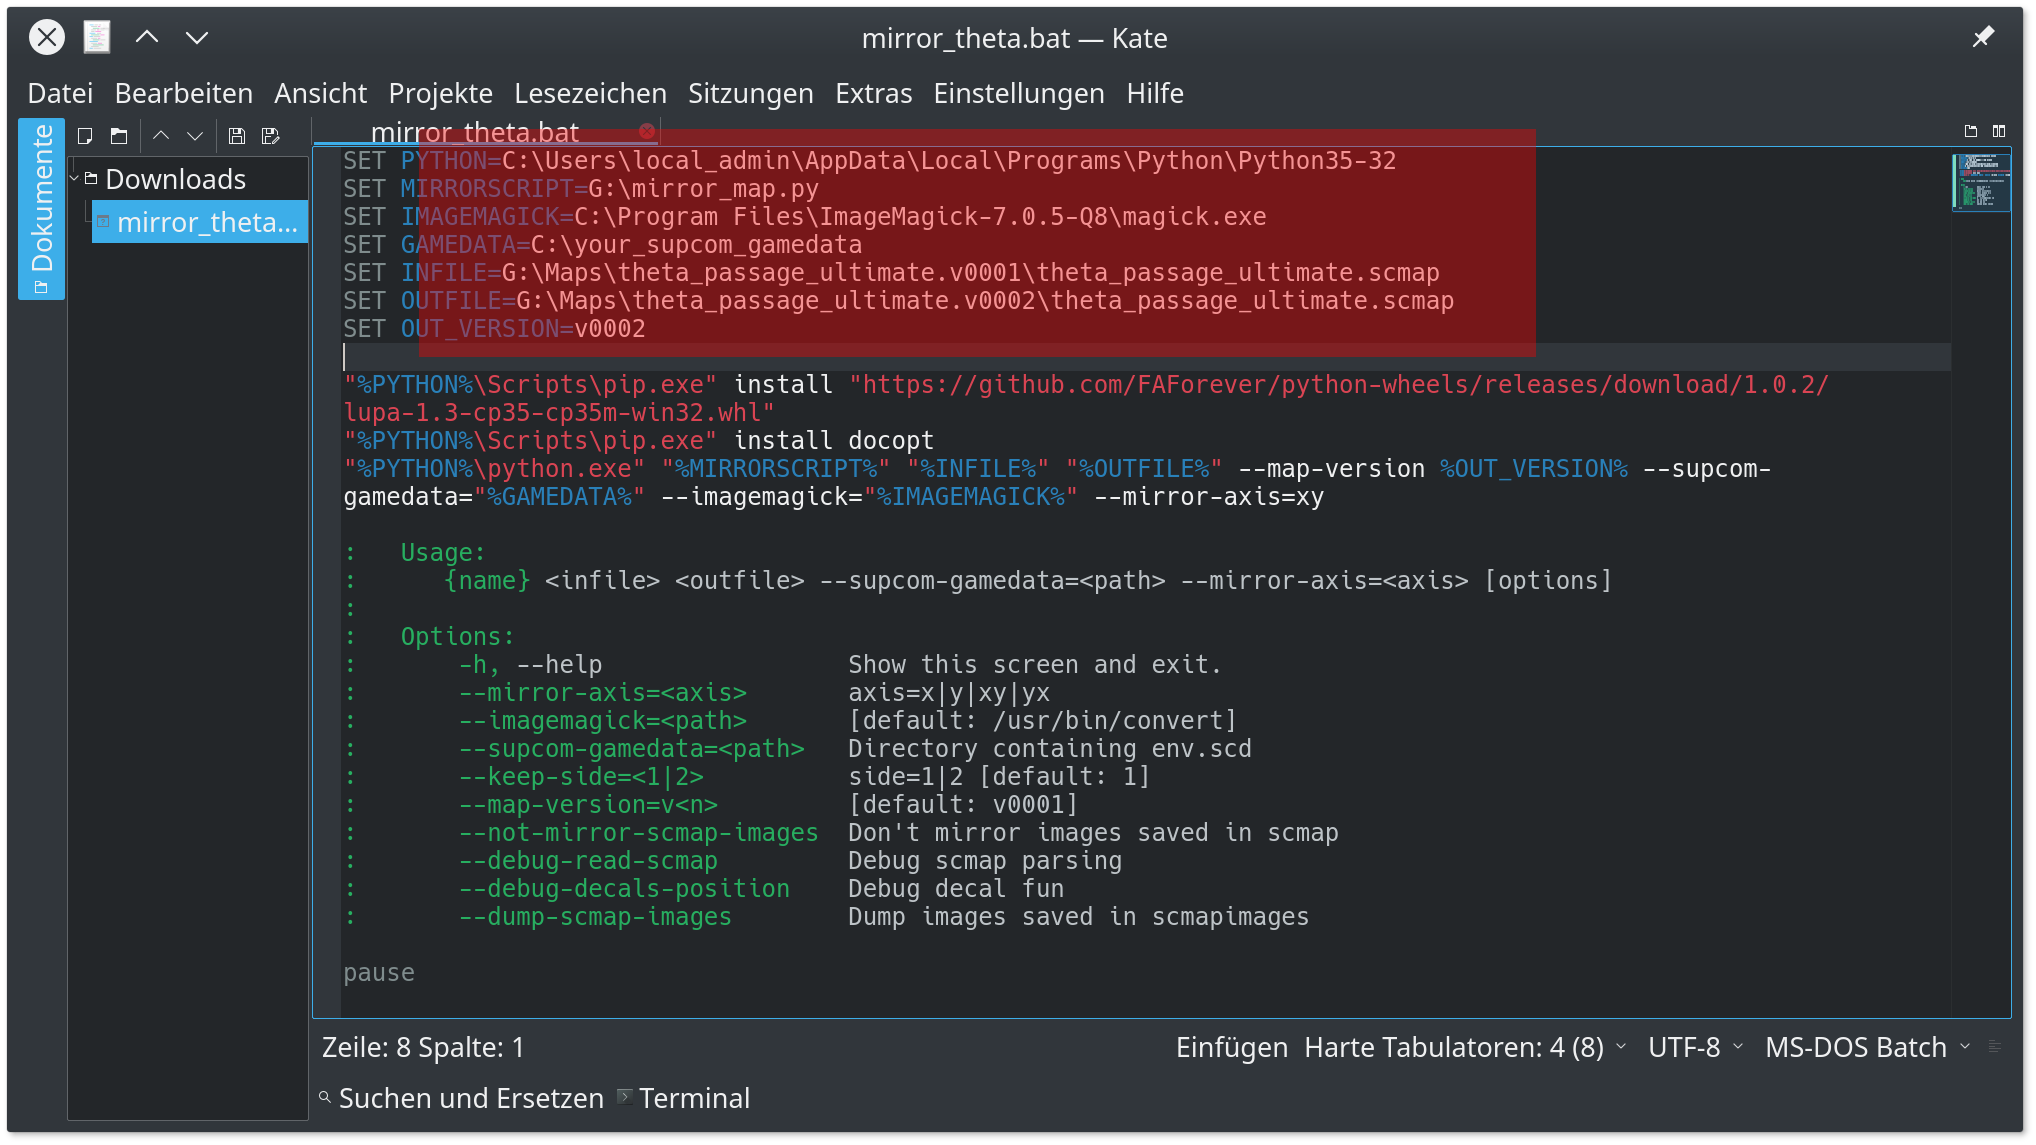 mirror_theta.bat — Kate
Datei Bearbeiten Ansicht Projekte Lesezeichen Sitzungen Extras Einstellungen Hilfe
Dokumente
mirror_theta.bat
Downloads
mirror_theta...
SET PYTHON=C:\Users\local_admin\AppData\Local\Programs\Python\Python35-32
SET MIRRORSCRIPT=G:\mirror_map.py
SET IMAGEMAGICK=C:\Program Files\ImageMagick-7.0.5-Q8\magick.exe
SET GAMEDATA=C:\your_supcom_gamedata
SET INFILE=G:\Maps\theta_passage_ultimate.v0001\theta_passage_ultimate.scmap
SET OUTFILE=G:\Maps\theta_passage_ultimate.v0002\theta_passage_ultimate.scmap
SET OUT_VERSION=v0002
"%PYTHON%\Scripts\pip.exe" install "https://github.com/FAForever/python-wheels/releases/download/1.0.2/
lupa-1.3-cp35-cp35m-win32.whl"
"%PYTHON%\Scripts\pip.exe" install docopt
"%PYTHON%\python.exe" "%MIRRORSCRIPT%" "%INFILE%" "%OUTFILE%" --map-version %OUT_VERSION% --supcom-
gamedata="%GAMEDATA%" --imagemagick="%IMAGEMAGICK%" --mirror-axis=xy
:   Usage:
:      {name} <infile> <outfile> --supcom-gamedata=<path> --mirror-axis=<axis> [options]
:
:   Options:
:       -h, --help                 Show this screen and exit.
:       --mirror-axis=<axis>       axis=x|y|xy|yx
:       --imagemagick=<path>       [default: /usr/bin/convert]
:       --supcom-gamedata=<path>   Directory containing env.scd
:       --keep-side=<1|2>          side=1|2 [default: 1]
:       --map-version=v<n>         [default: v0001]
:       --not-mirror-scmap-images  Don't mirror images saved in scmap
:       --debug-read-scmap         Debug scmap parsing
:       --debug-decals-position    Debug decal fun
:       --dump-scmap-images        Dump images saved in scmapimages
pause
Zeile: 8 Spalte: 1 Einfügen Harte Tabulatoren: 4 (8) UTF-8 MS-DOS Batch
Suchen und Ersetzen Terminal